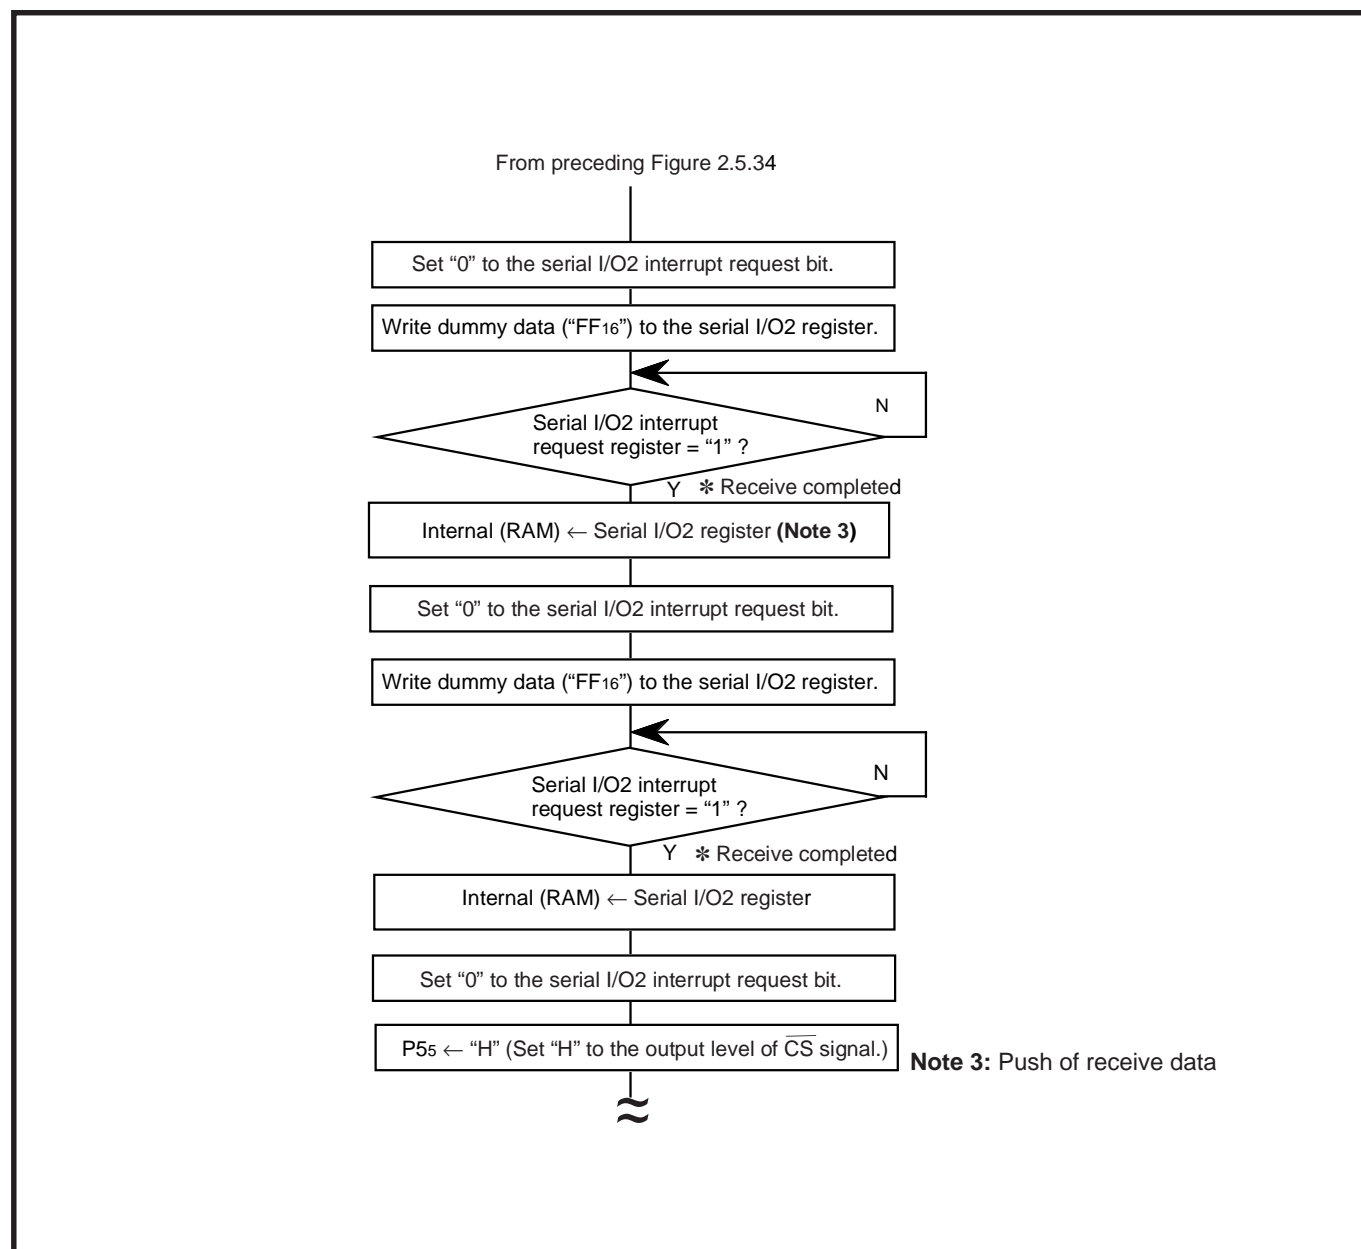 From preceding Figure 2.5.34
Set “0” to the serial I/O2 interrupt request bit.
Write dummy data (“FF16”) to the serial I/O2 register.
N
Serial I/O2 interrupt
request register = “1” ?
Y ✻ Receive completed
Internal (RAM) ← Serial I/O2 register (Note 3)
Set “0” to the serial I/O2 interrupt request bit.
Write dummy data (“FF16”) to the serial I/O2 register.
N
Serial I/O2 interrupt
request register = “1” ?
Y ✻ Receive completed
Internal (RAM) ← Serial I/O2 register
Set “0” to the serial I/O2 interrupt request bit.
P55 ← “H” (Set “H” to the output level of C̅S̅ signal.)
Note 3: Push of receive data